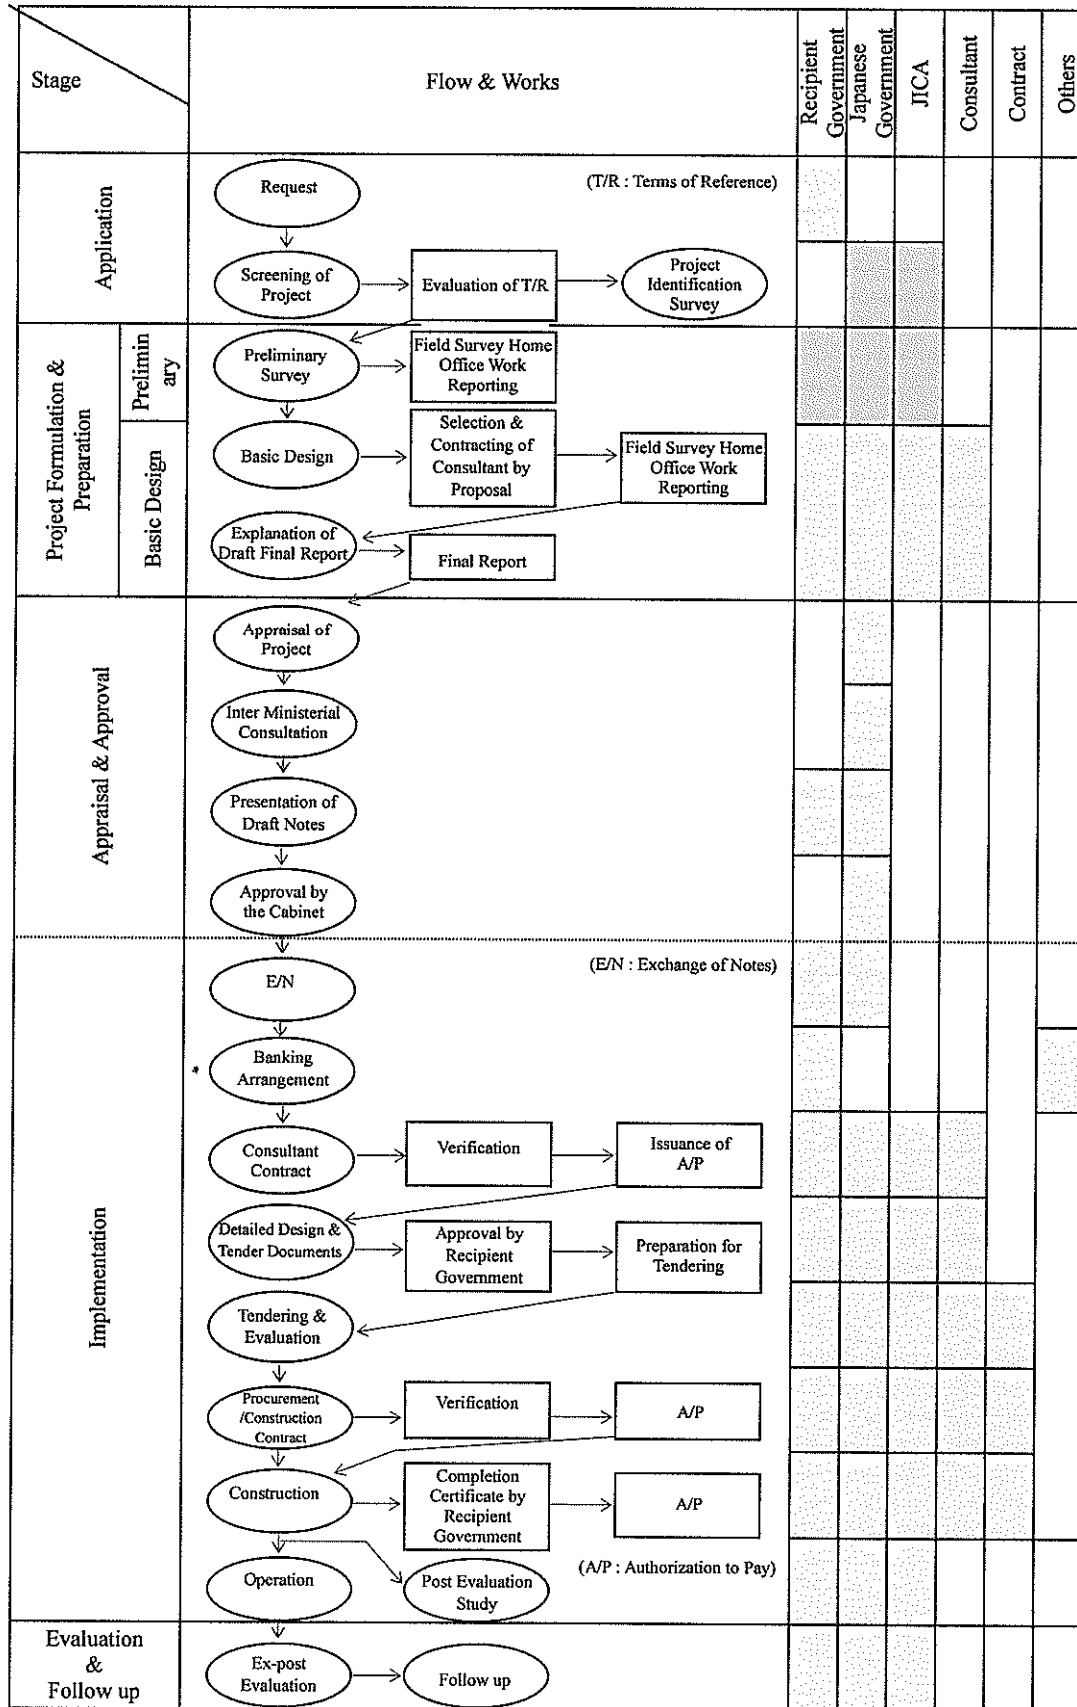 Stage
Flow & Works
Recipient
Government
Japanese
Government
JICA
Consultant
Contract
Others
Application
Request
(T/R : Terms of Reference)
Screening of
Project
Evaluation of T/R
Project
Identification
Survey
Project Formulation &
Preparation
Prelimin
ary
Preliminary
Survey
Field Survey Home
Office Work
Reporting
Basic Design
Basic Design
Selection &
Contracting of
Consultant by
Proposal
Field Survey Home
Office Work
Reporting
Explanation of
Draft Final Report
Final Report
Appraisal & Approval
Appraisal of
Project
Inter Ministerial
Consultation
Presentation of
Draft Notes
Approval by
the Cabinet
Implementation
E/N
(E/N : Exchange of Notes)
Banking
Arrangement
Consultant
Contract
Verification
Issuance of
A/P
Detailed Design &
Tender Documents
Approval by
Recipient
Government
Preparation for
Tendering
Tendering &
Evaluation
Procurement
/Construction
Contract
Verification
A/P
Construction
Completion
Certificate by
Recipient
Government
A/P
Operation
Post Evaluation
Study
(A/P : Authorization to Pay)
Evaluation
&
Follow up
Ex-post
Evaluation
Follow up